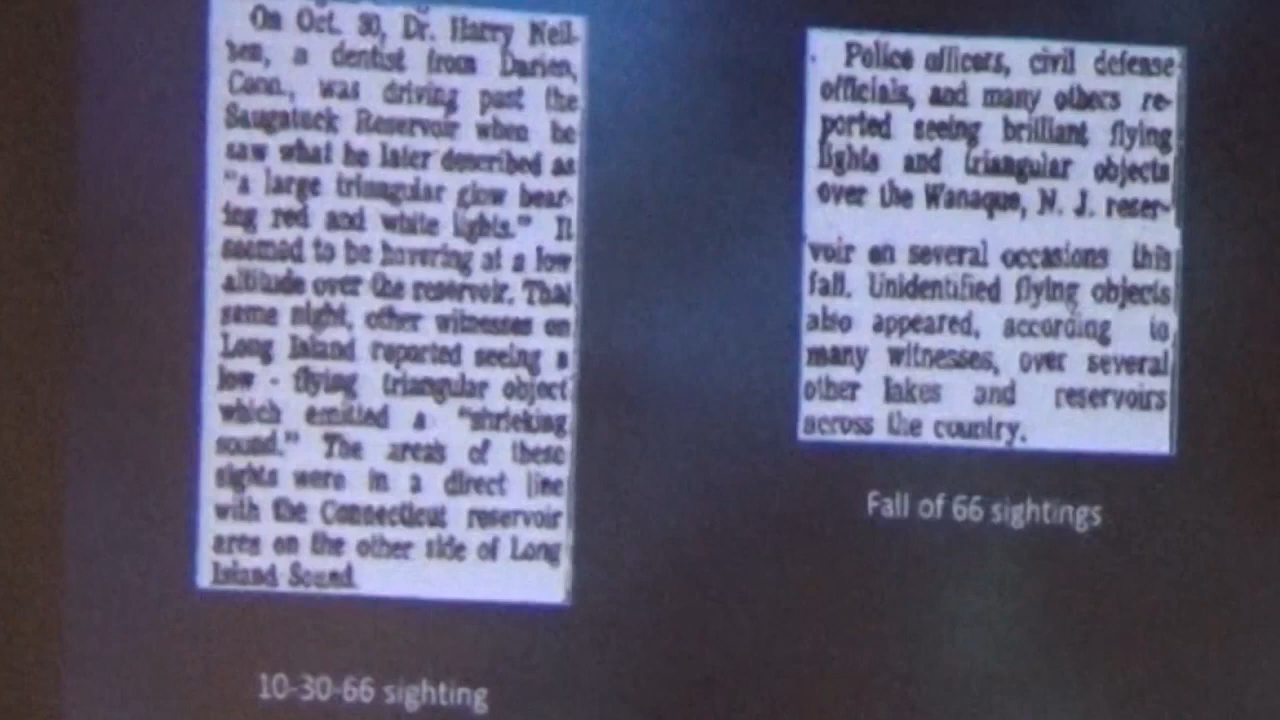 On Oct. 30, Dr. Harry Neil-
sen, a dentist from Darien,
Conn., was driving past the
Saugatuck Reservoir when he
saw what he later described as
"a large triangular glow bear-
ing red and white lights." It
seemed to be hovering at a low
altitude over the reservoir. That
same night, other witnesses on
Long Island reported seeing a
low - flying triangular object
which emitted a "shrieking
sound." The areas of these
sights were in a direct line
with the Connecticut reservoir
area on the other side of Long
Island Sound.
10-30-66 sighting
Police officers, civil defense
officials, and many others re-
ported seeing brilliant flying
lights and triangular objects
over the Wanaque, N. J. reser-
voir on several occasions this
fall. Unidentified flying objects
also appeared, according to
many witnesses, over several
other lakes and reservoirs
across the country.
Fall of 66 sightings